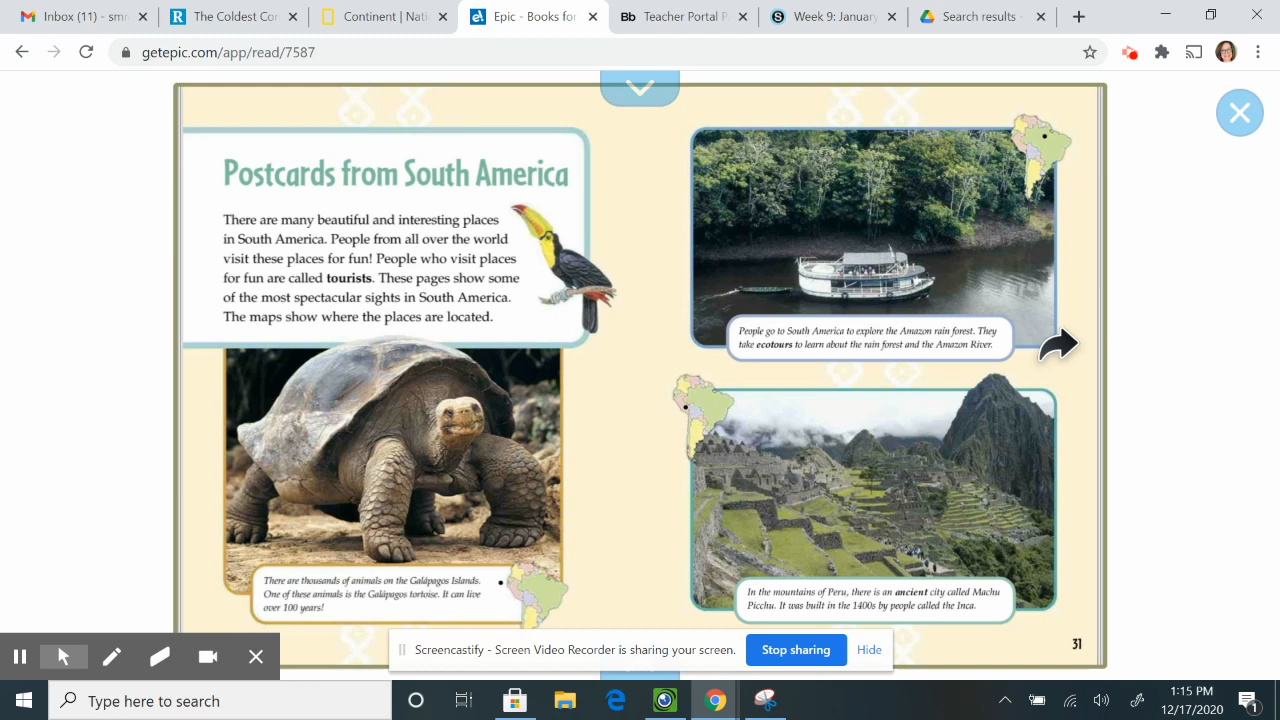 Inbox (11) - smr
The Coldest Con
Continent | Natio
Epic - Books for
Teacher Portal P
Week 9: January
Search results -
getepic.com/app/read/7587
Postcards from South America
There are many beautiful and interesting places
in South America. People from all over the world
visit these places for fun! People who visit places
for fun are called tourists. These pages show some
of the most spectacular sights in South America.
The maps show where the places are located.
There are thousands of animals on the Galápagos Islands.
One of these animals is the Galápagos tortoise. It can live
over 100 years!
People go to South America to explore the Amazon rain forest. They
take ecotours to learn about the rain forest and the Amazon River.
In the mountains of Peru, there is an ancient city called Machu
Picchu. It was built in the 1400s by people called the Inca.
31
Screencastify - Screen Video Recorder is sharing your screen.
Stop sharing
Hide
Type here to search
1:15 PM
12/17/2020
1